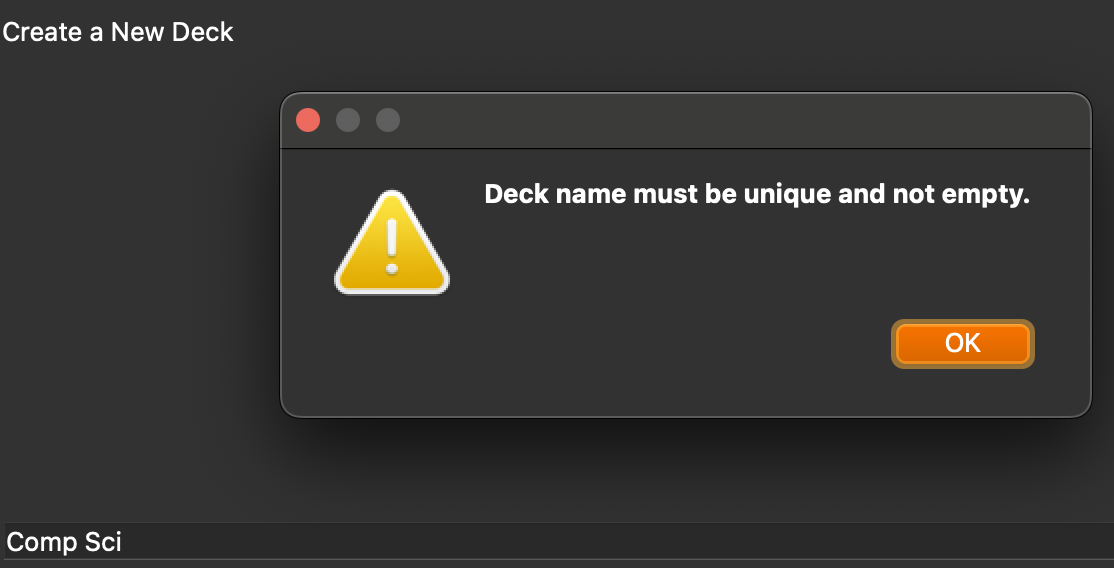 Create a New Deck
Deck name must be unique and not empty.
OK
Comp Sci